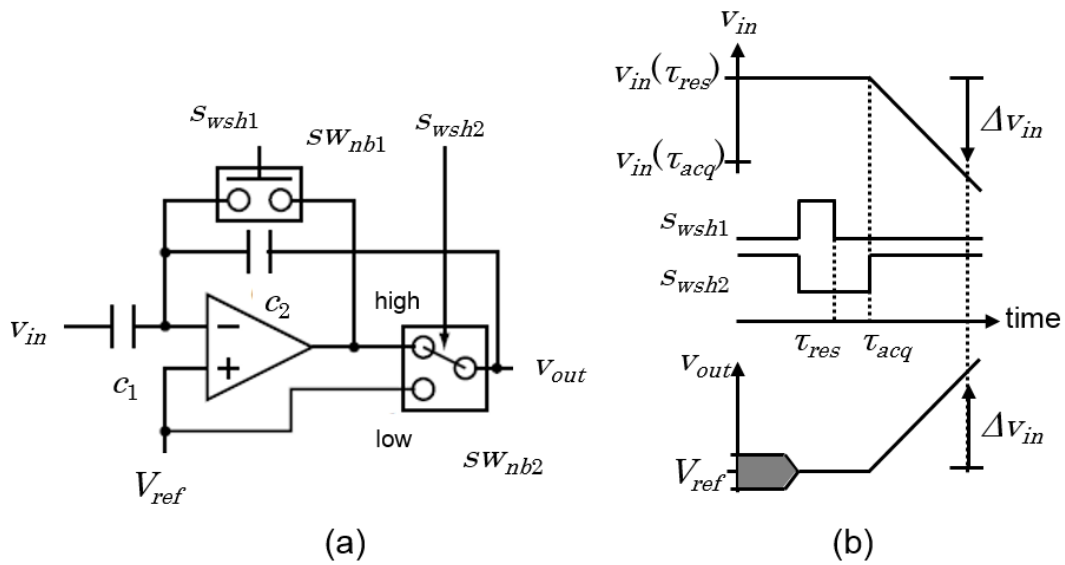 s_wsh1
sw_nb1
s_wsh2
c_2
high
v_in
v_out
c_1
low
V_ref
sw_nb2
(a)
v_in
v_in(τ_res)
Δv_in
v_in(τ_acq)
s_wsh1
s_wsh2
time
τ_res
τ_acq
v_out
Δv_in
V_ref
(b)